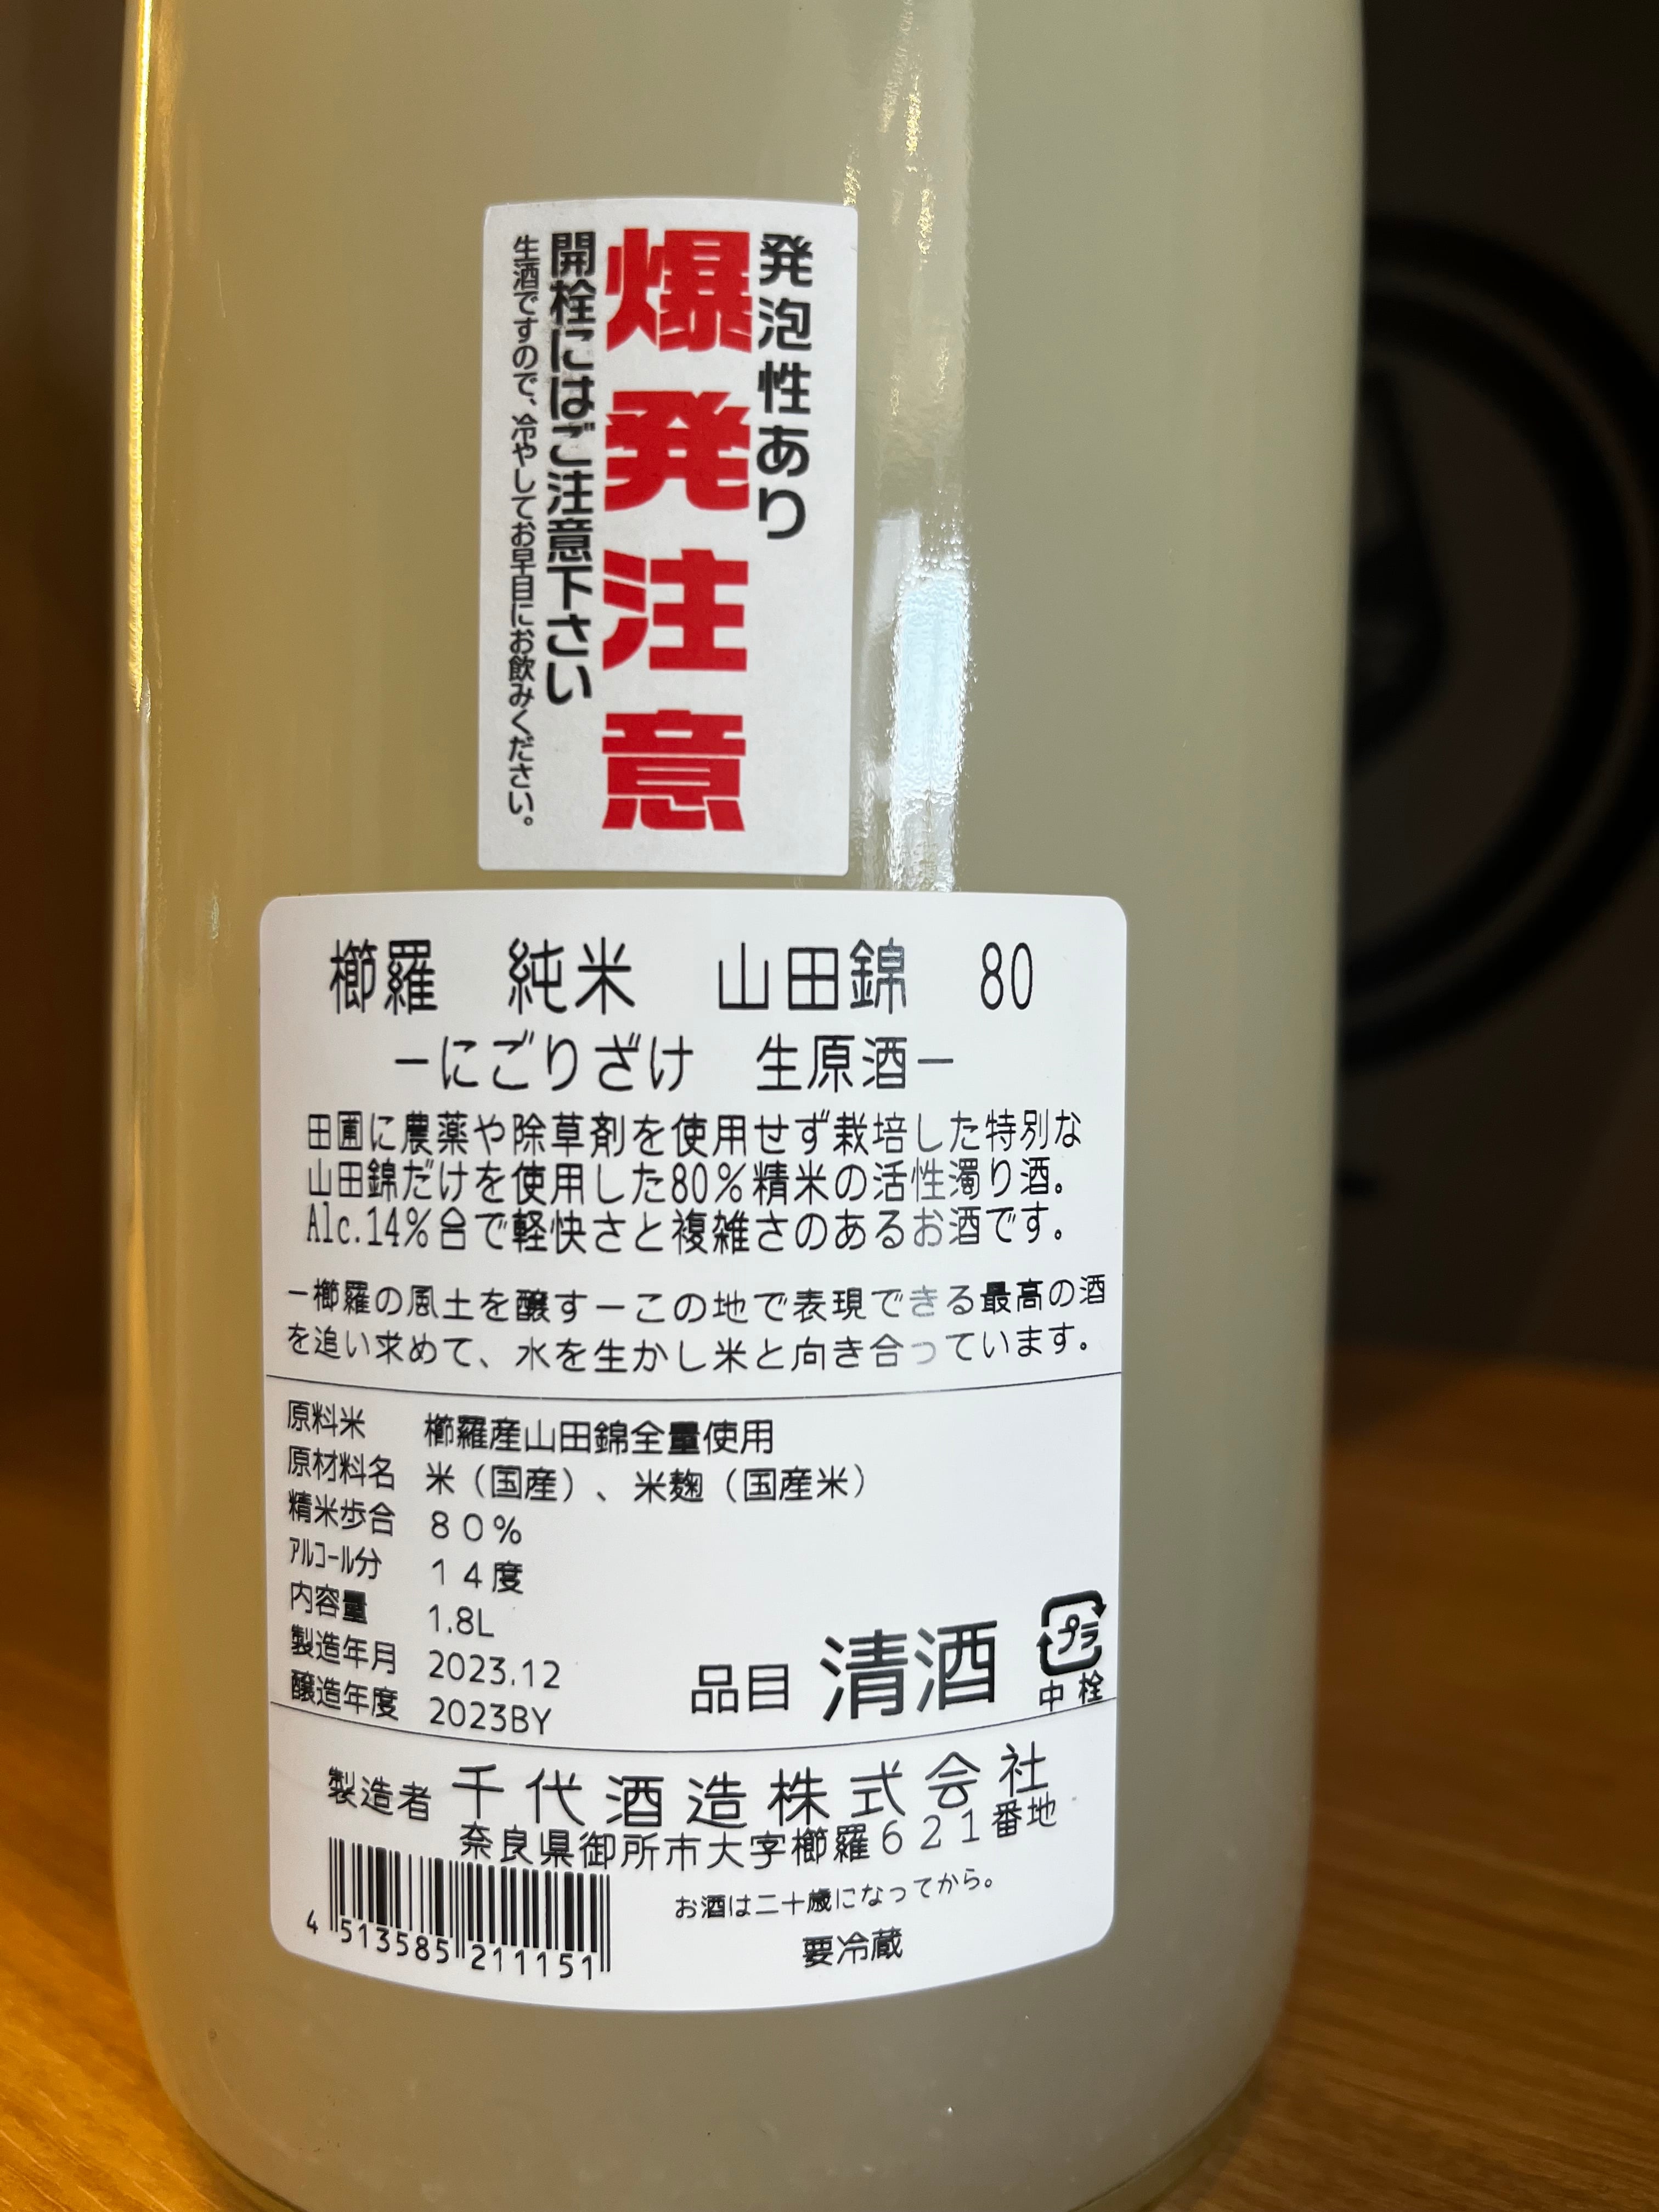 発泡性あり
爆発注意
開栓にはご注意下さい
生酒ですので、冷やしてお早目にお飲みください。
櫛羅　純米　山田錦　80
−にごりざけ　生原酒−
田圃に農薬や除草剤を使用せず栽培した特別な
山田錦だけを使用した80％精米の活性濁り酒。
Alc.14％台で軽快さと複雑さのあるお酒です。
−櫛羅の風土を醸す−この地で表現できる最高の酒
を追い求めて、水を生かし米と向き合っています。
原料米　櫛羅産山田錦全量使用
原材料名　米（国産）、米麹（国産米）
精米歩合　８０％
ｱﾙｺｰﾙ分　１４度
内容量　1.8L
製造年月　2023.12
醸造年度　2023BY
品目　清酒
プラ
中栓
製造者　千代酒造株式会社
奈良県御所市大字櫛羅６２１番地
お酒は二十歳になってから。
要冷蔵
4 513585 211151